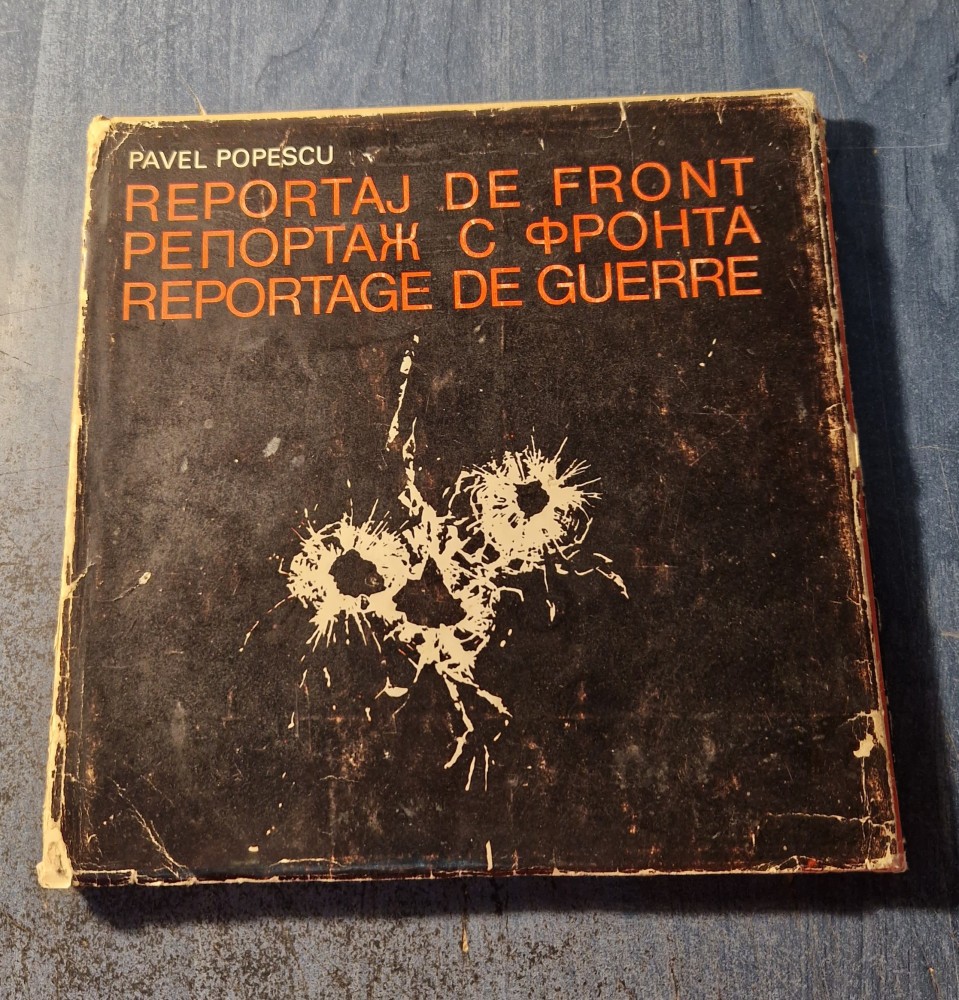 PAVEL POPESCU
REPORTAJ DE FRONT
РЕПОРТАЖ С ФРОНТА
REPORTAGE DE GUERRE